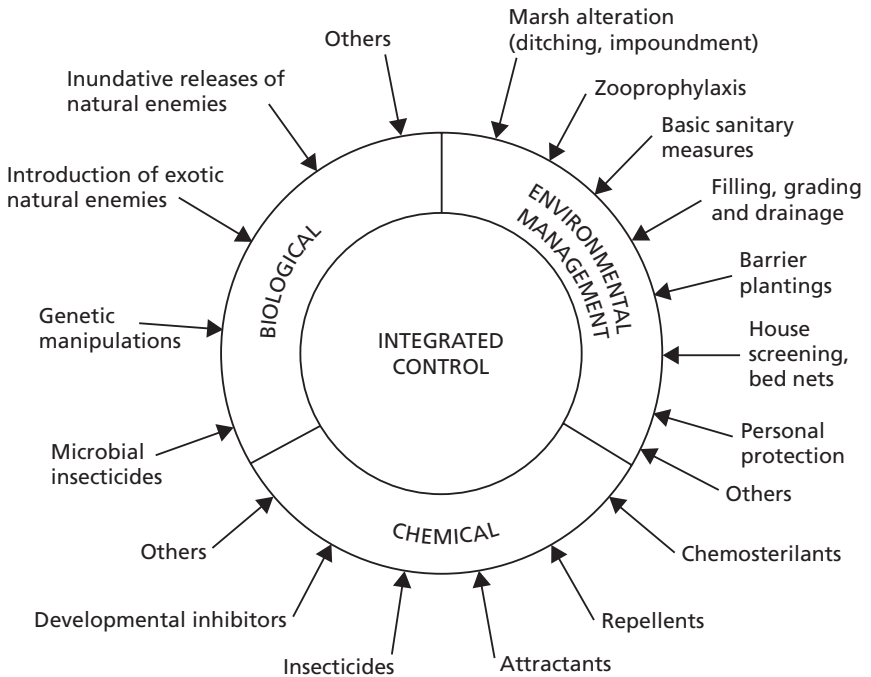 Marsh alteration
(ditching, impoundment)
Others
Inundative releases of
natural enemies
Zooprophylaxis
Basic sanitary
measures
Introduction of exotic
natural enemies
Filling, grading
and drainage
ENVIRONMENTAL
MANAGEMENT
BIOLOGICAL
Barrier
plantings
Genetic
manipulations
INTEGRATED
CONTROL
House
screening,
bed nets
Microbial
insecticides
Personal
protection
Others
CHEMICAL
Others
Chemosterilants
Developmental inhibitors
Repellents
Insecticides
Attractants